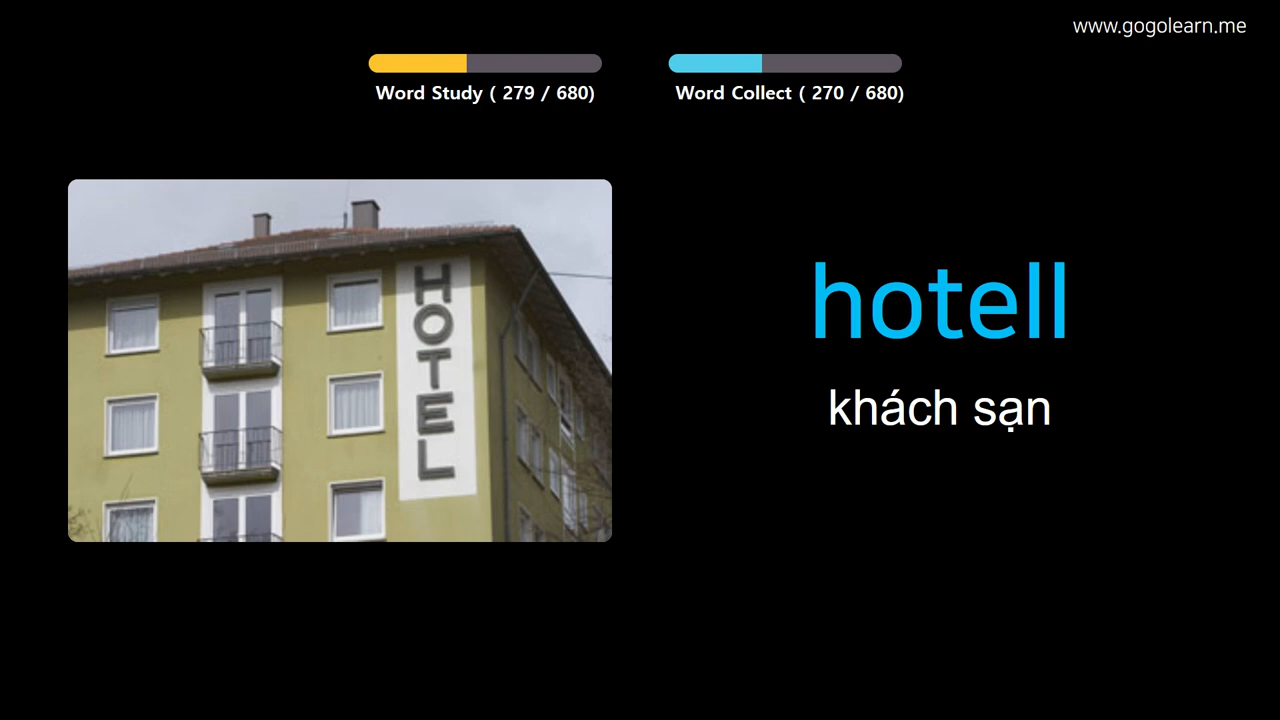 www.gogolearn.me
Word Study ( 279 / 680)
Word Collect ( 270 / 680)
HOTEL
hotell
khách sạn